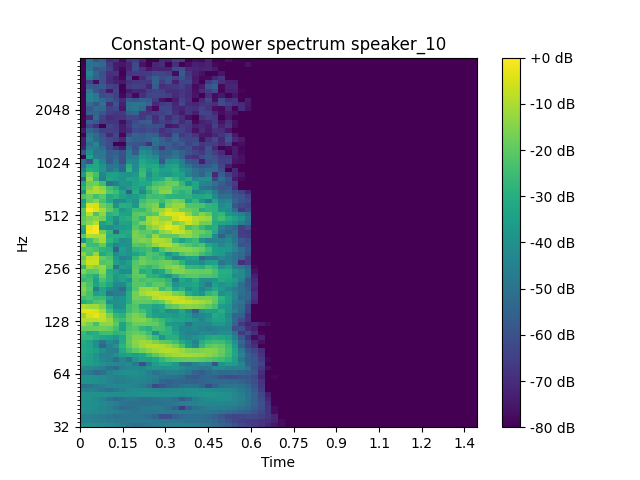 Constant-Q power spectrum speaker_10
+0 dB
2048
-10 dB
1024
-20 dB
-30 dB
512
Hz
-40 dB
256
-50 dB
128
-60 dB
64
-70 dB
32
-80 dB
0 0.15 0.3 0.45 0.6 0.75 0.9 1.1 1.2 1.4
Time